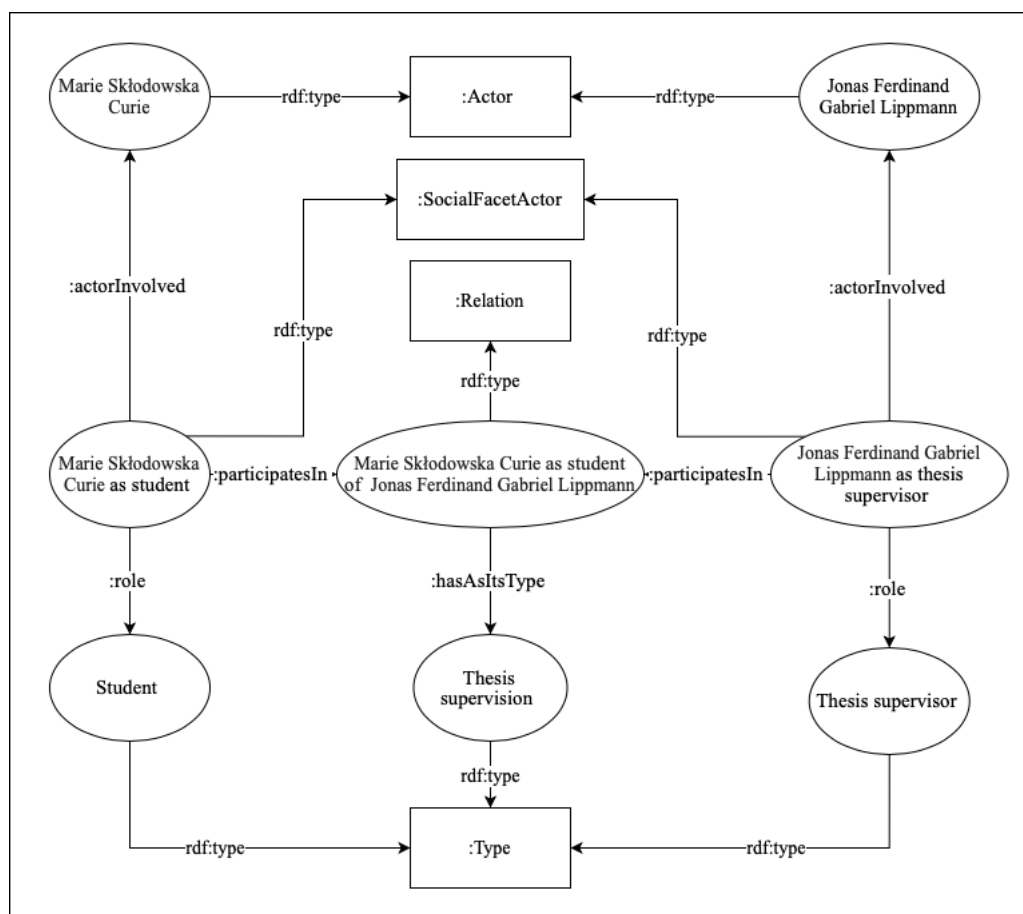 Marie Skłodowska
Curie
rdf:type
:Actor
rdf:type
Jonas Ferdinand
Gabriel Lippmann
:SocialFacetActor
:actorInvolved
:Relation
:actorInvolved
rdf:type
rdf:type
rdf:type
Marie Skłodowska
Curie as student
:participatesIn
Marie Skłodowska Curie as student
of Jonas Ferdinand Gabriel Lippmann
:participatesIn
Jonas Ferdinand Gabriel
Lippmann as thesis
supervisor
:role
:hasAsItsType
:role
Student
Thesis
supervision
Thesis supervisor
rdf:type
rdf:type
:Type
rdf:type